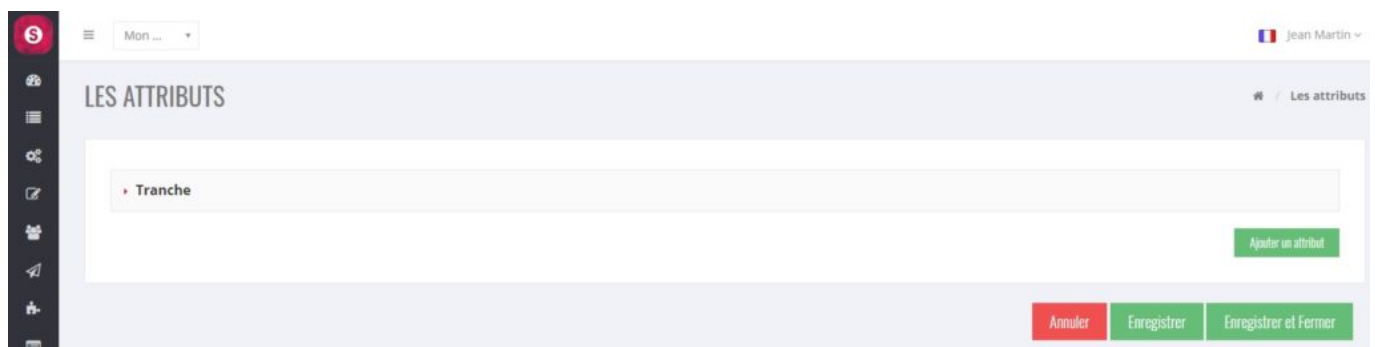 S
Mon ...
Jean Martin
LES ATTRIBUTS
/ Les attributs
Tranche
Ajouter un attribut
Annuler Enregistrer Enregistrer et Fermer